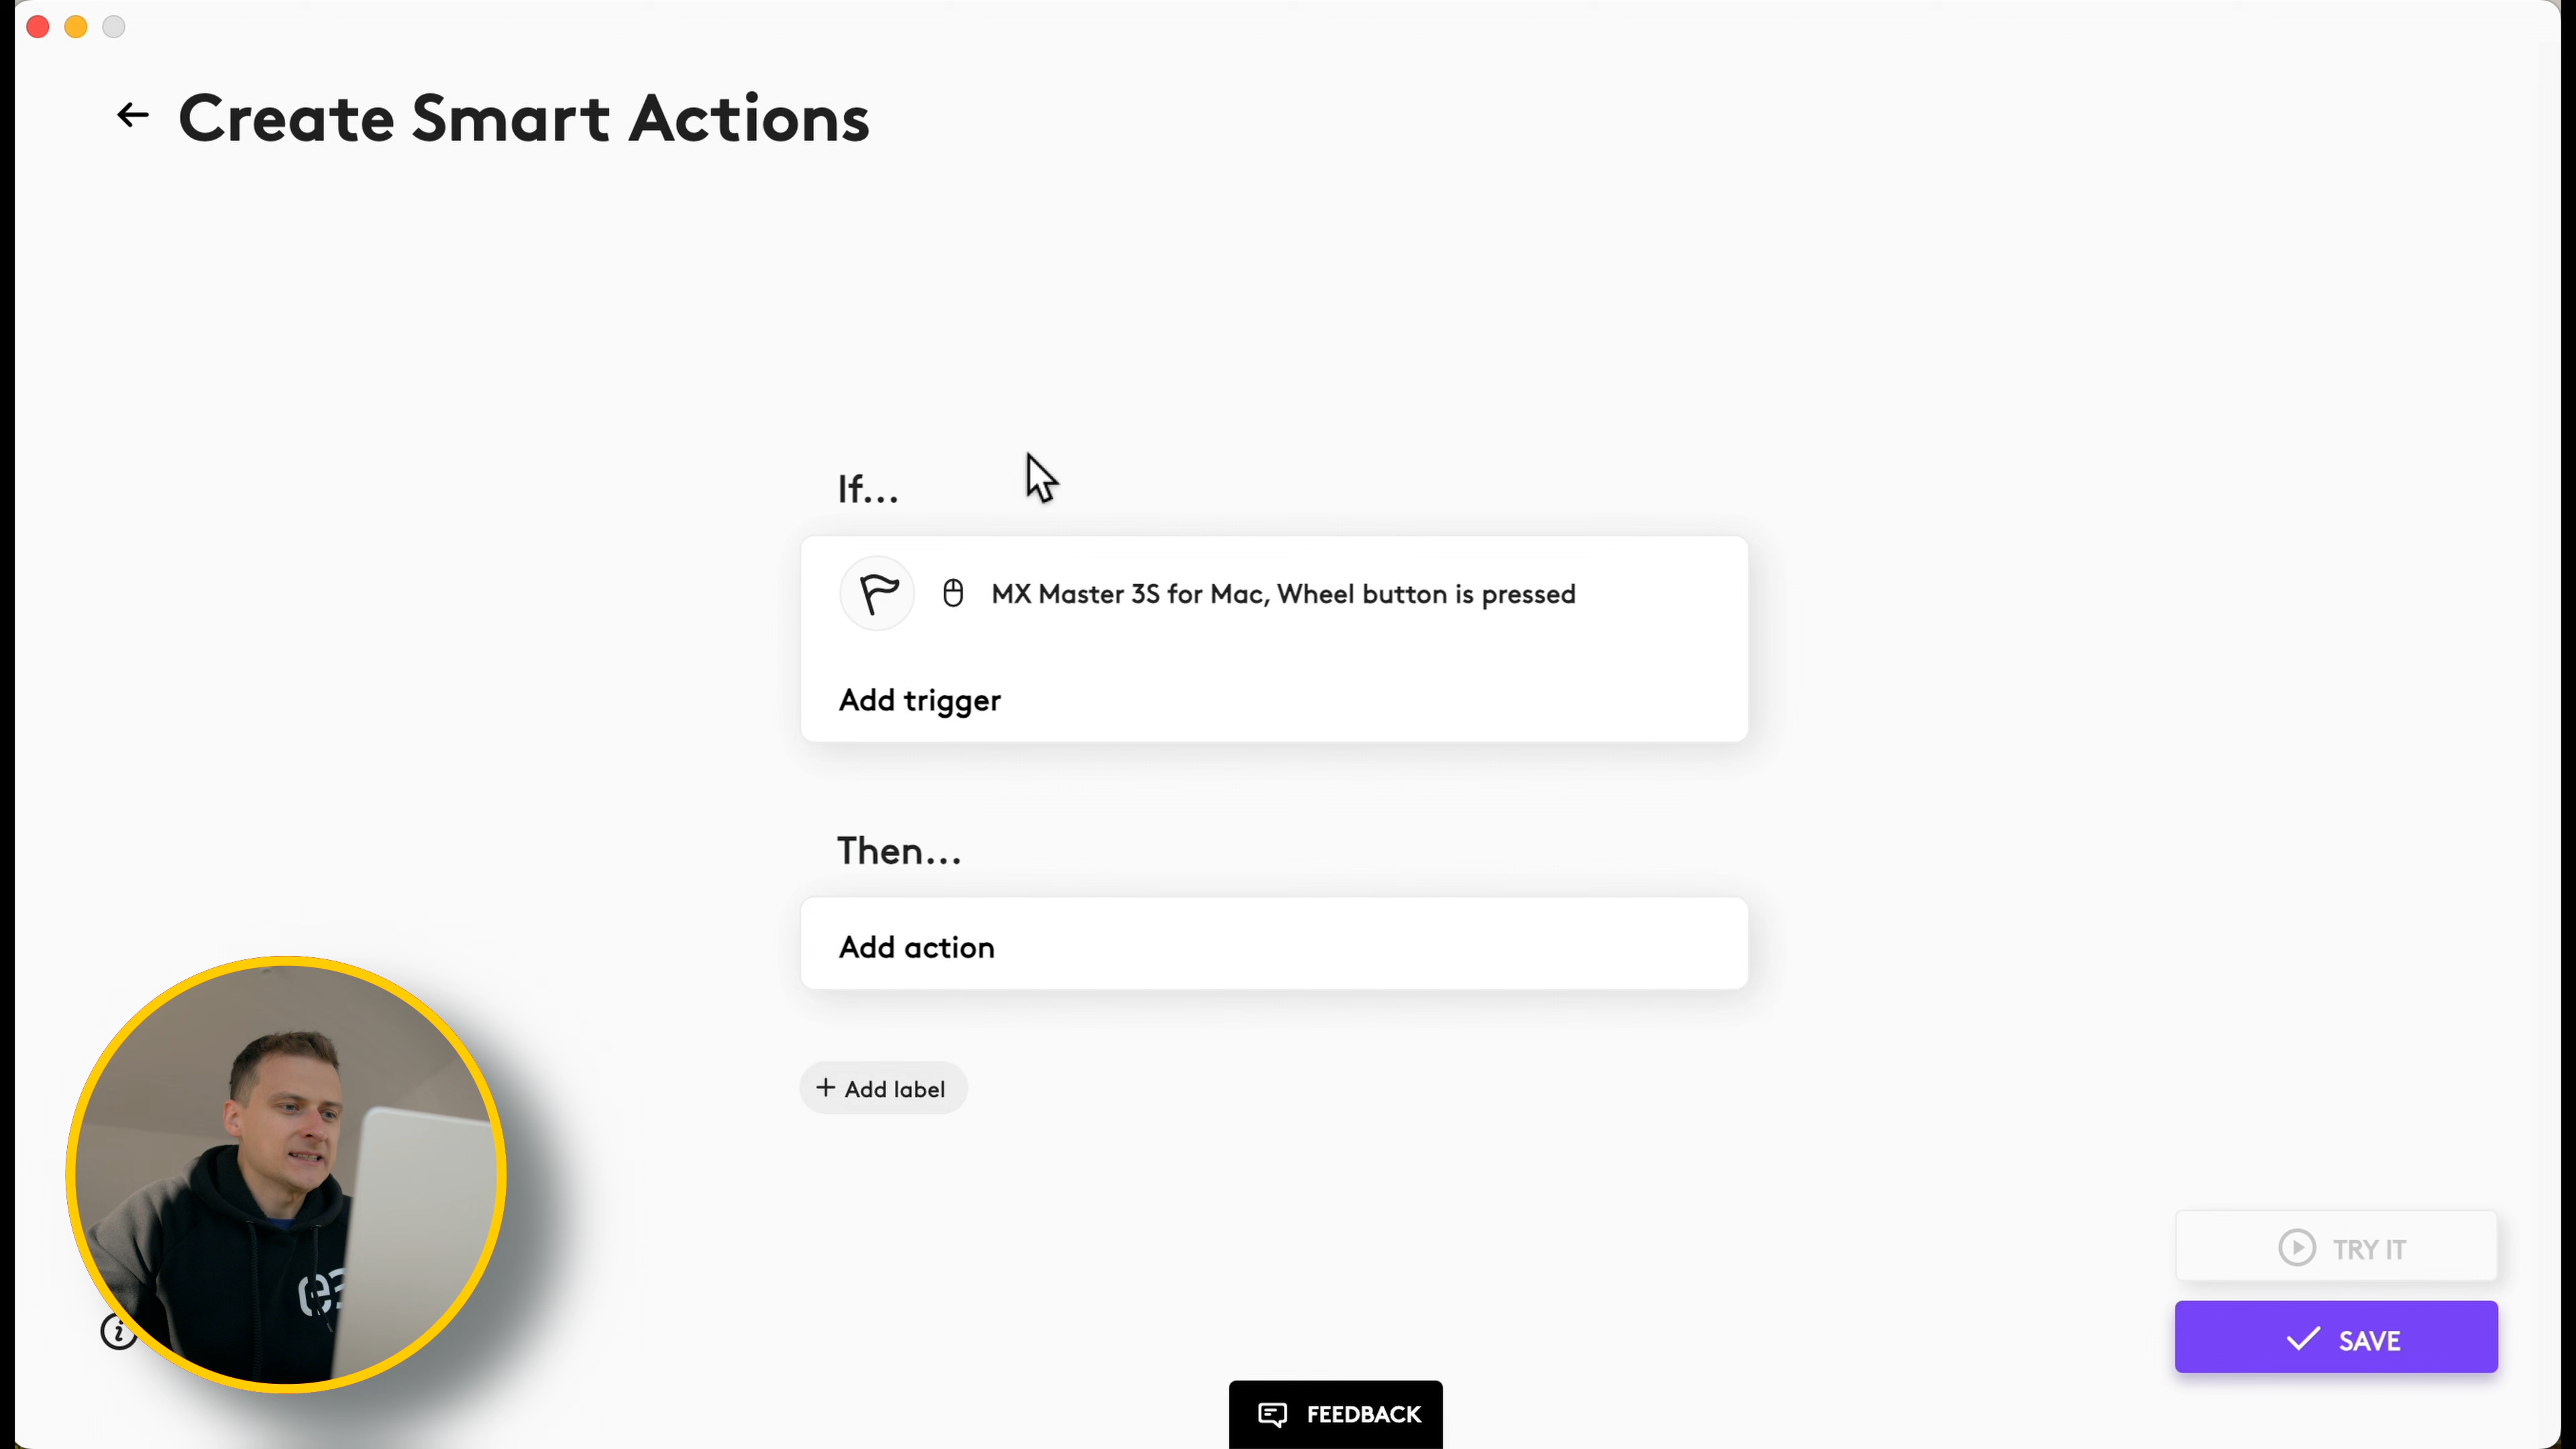 Create Smart Actions
If...
MX Master 3S for Mac, Wheel button is pressed
Add trigger
Then...
Add action
+ Add label
TRY IT
SAVE
FEEDBACK